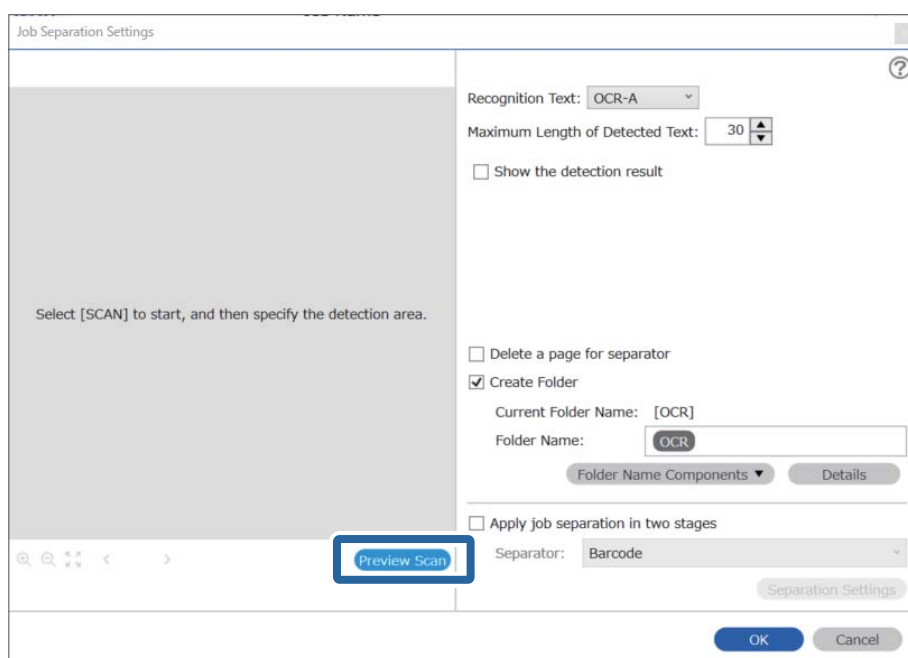 Job Separation Settings
Recognition Text: OCR-A
Maximum Length of Detected Text: 30
Show the detection result
Select [SCAN] to start, and then specify the detection area.
Delete a page for separator
Create Folder
Current Folder Name: [OCR]
Folder Name: OCR
Folder Name Components ▼ Details
Apply job separation in two stages
Preview Scan
Separator: Barcode
Separation Settings
OK Cancel